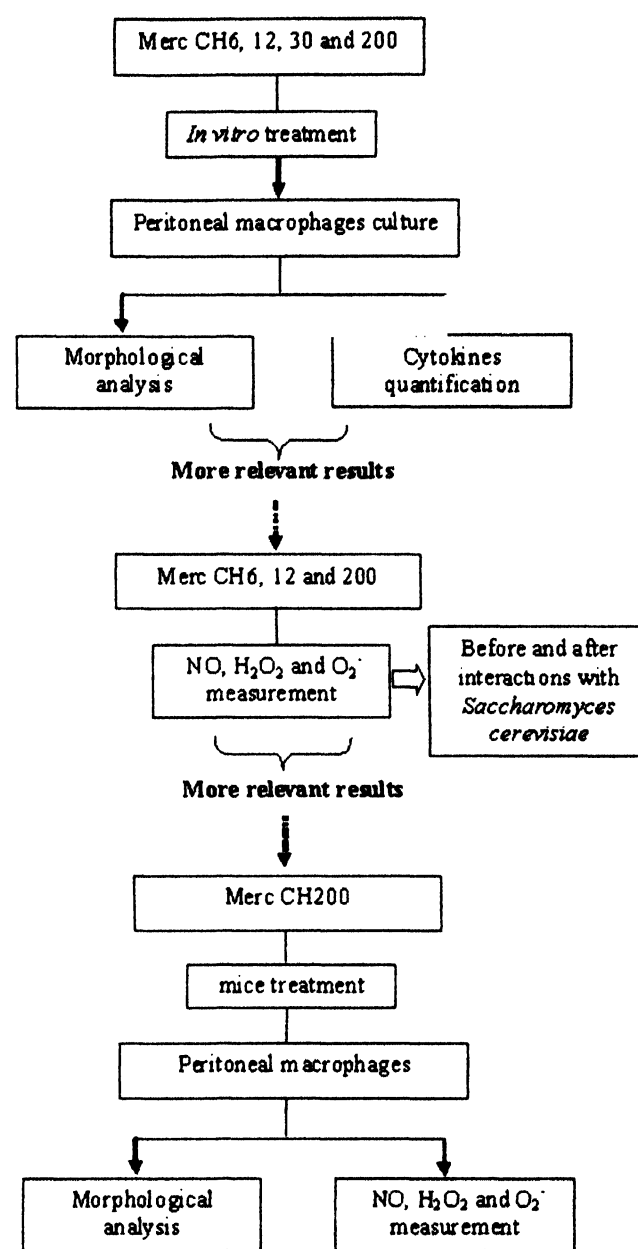 Merc CH6, 12, 30 and 200
In vitro treatment
Peritoneal macrophages culture
Morphological
analysis
Cytokines
quantification
More relevant results
Merc CH6, 12 and 200
NO, H₂O₂ and O₂⁻
measurement
Before and after
interactions with
Saccharomyces
cerevisiae
More relevant results
Merc CH200
mice treatment
Peritoneal macrophages
Morphological
analysis
NO, H₂O₂ and O₂⁻
measurement